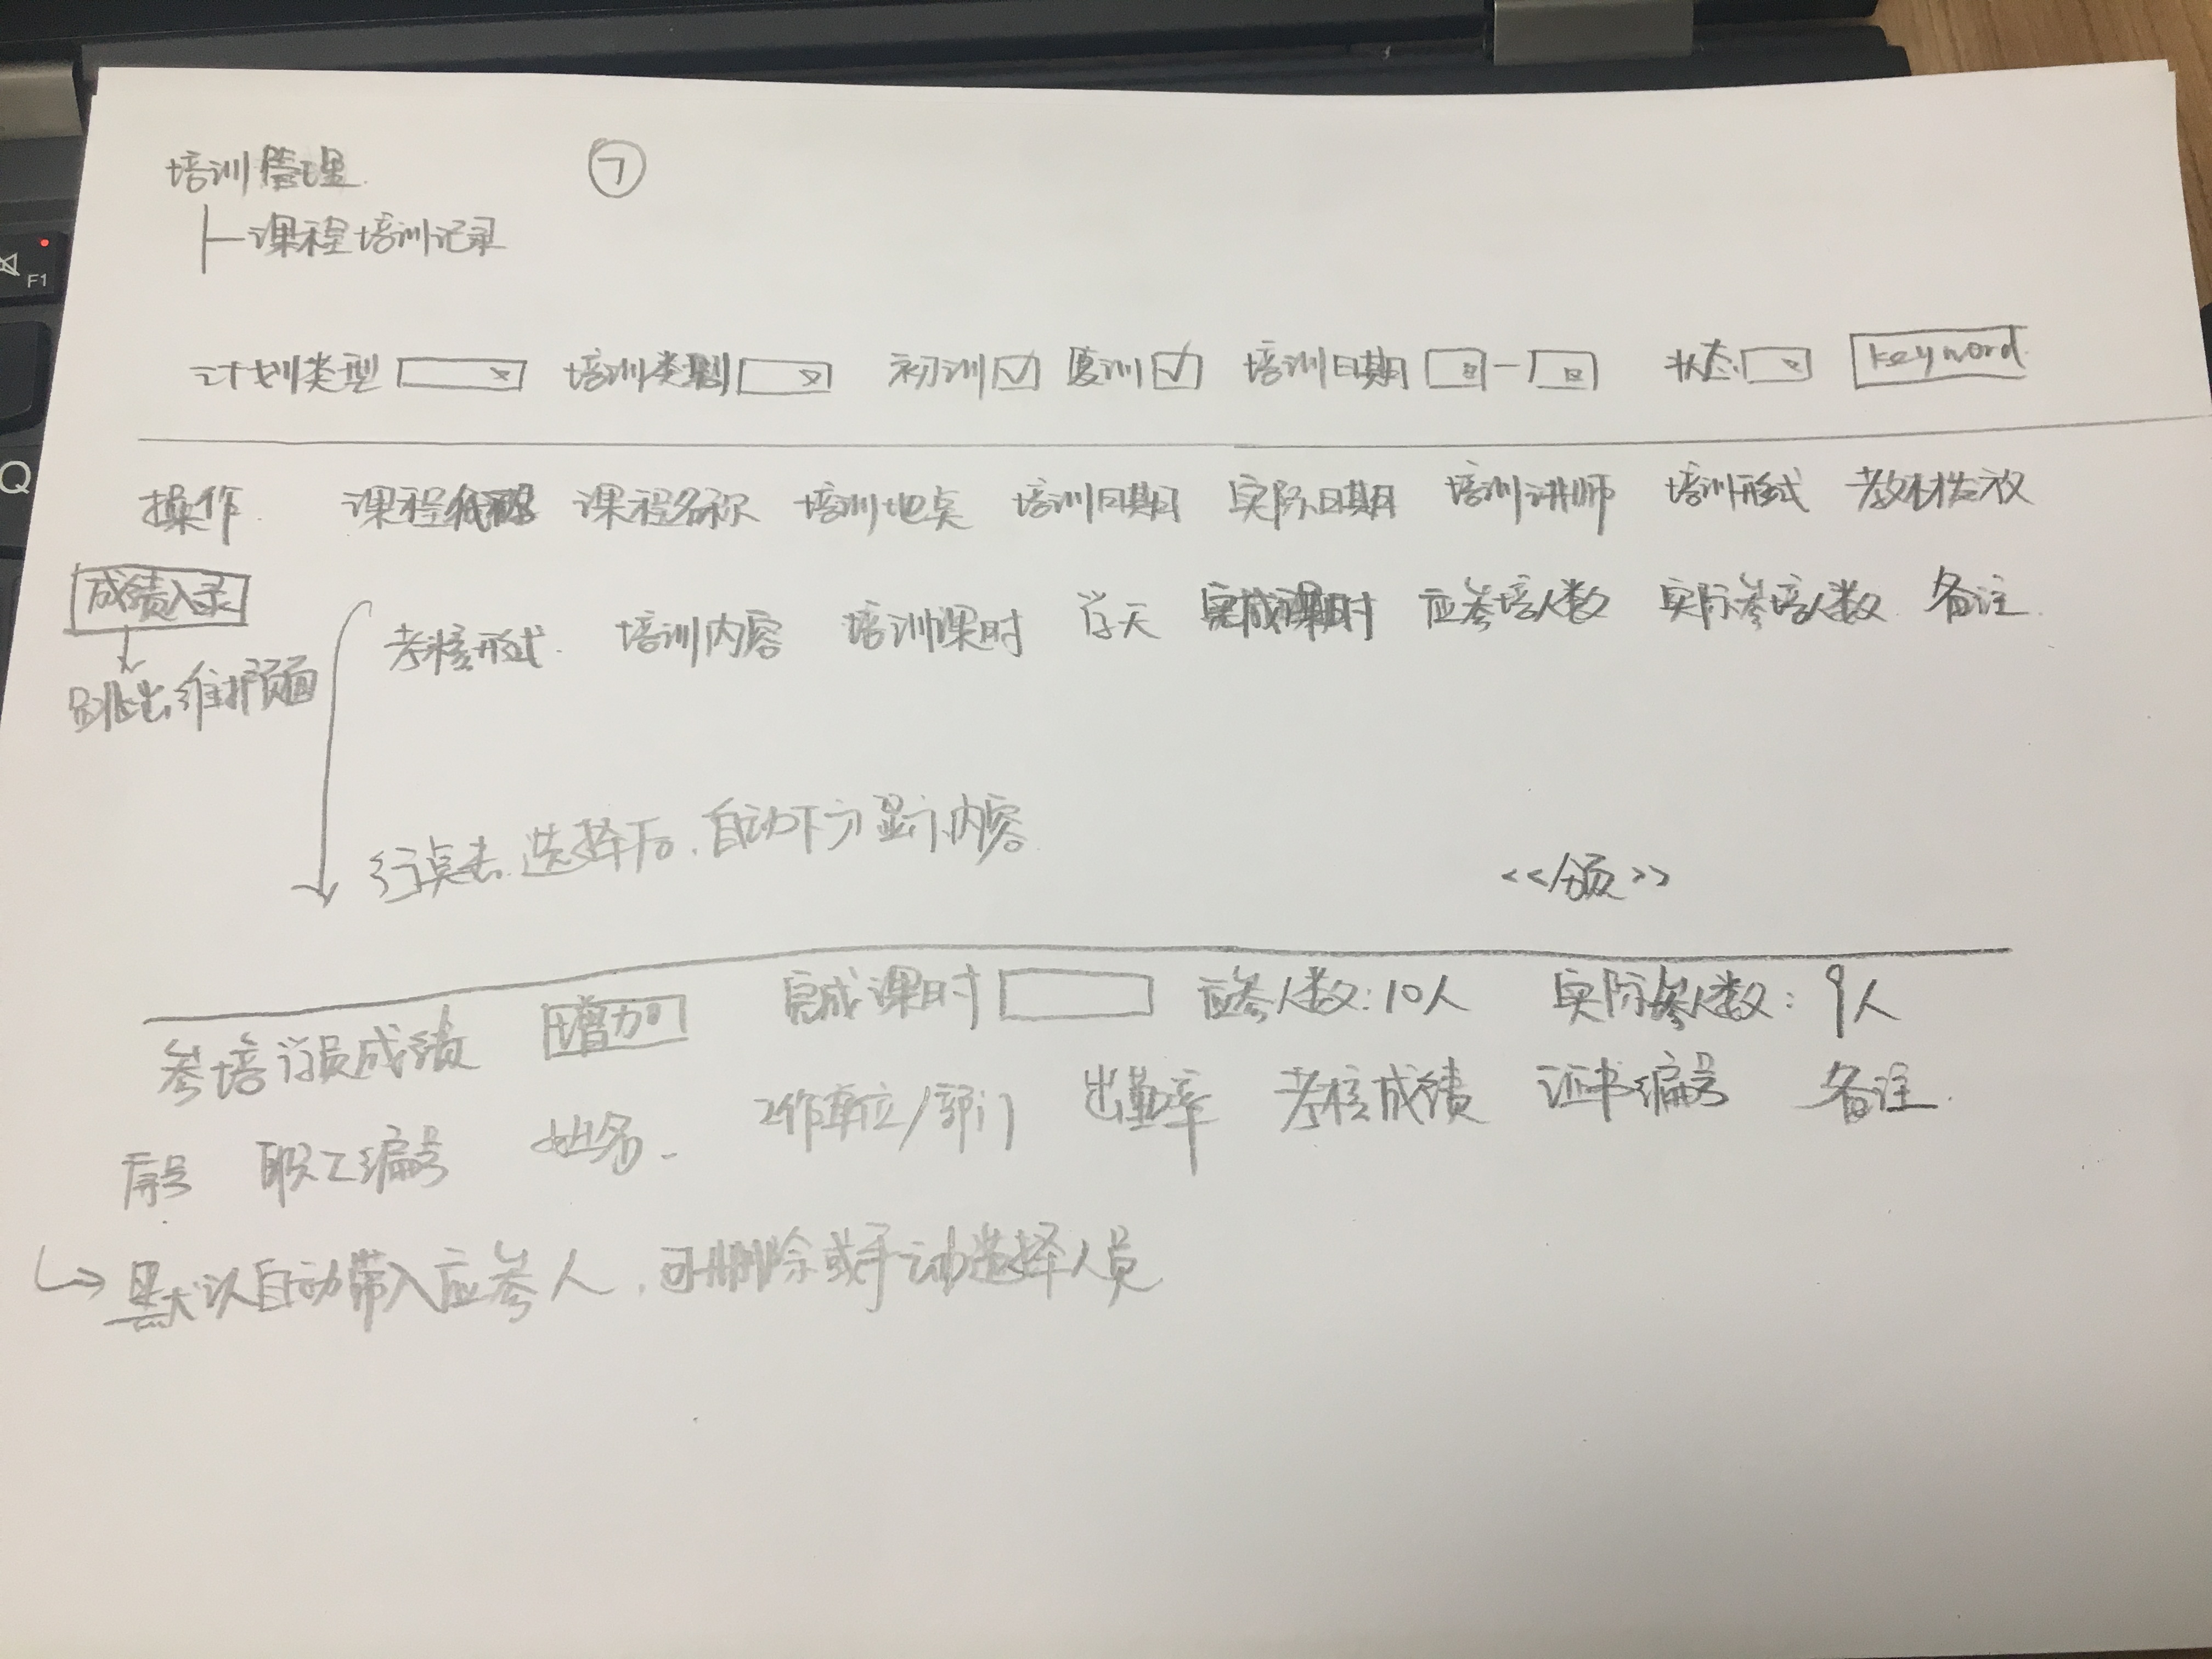 培训管理 ⑦
课程培训记录
计划类型 培训类别 初训 复训 培训日期 — 状态 keyword
操作 课程代码 课程名称 培训地点 培训日期 实际日期 培训讲师 培训形式 教材发放
成绩入录
考核形式 培训内容 培训课时 学天 完成课时 应参培人数 实际参培人数 备注
跳出维护页面
行点击.选择后,自动下方显示内容
<<分页>>
参培学员成绩 增加 完成课时 应参人数:10人 实际参人数:9人
序号 职工编号 姓名 工作单位/部门 出勤率 考核成绩 证书编号 备注
默认自动带入应参人,可删除或手动选择人员
F1
Q